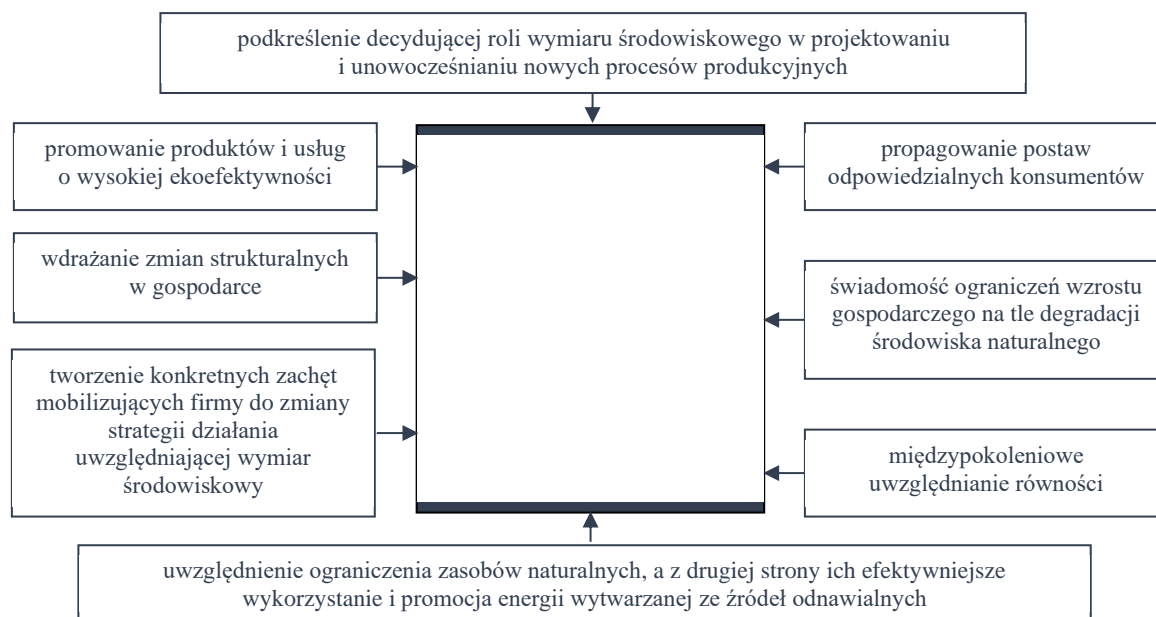 podkreślenie decydującej roli wymiaru środowiskowego w projektowaniu
i unowocześnianiu nowych procesów produkcyjnych
promowanie produktów i usług
o wysokiej ekoefektywności
wdrażanie zmian strukturalnych
w gospodarce
tworzenie konkretnych zachęt
mobilizujących firmy do zmiany
strategii działania
uwzględniającej wymiar
środowiskowy
propagowanie postaw
odpowiedzialnych konsumentów
świadomość ograniczeń wzrostu
gospodarczego na tle degradacji
środowiska naturalnego
międzypokoleniowe
uwzględnianie równości
uwzględnienie ograniczenia zasobów naturalnych, a z drugiej strony ich efektywniejsze
wykorzystanie i promocja energii wytwarzanej ze źródeł odnawialnych